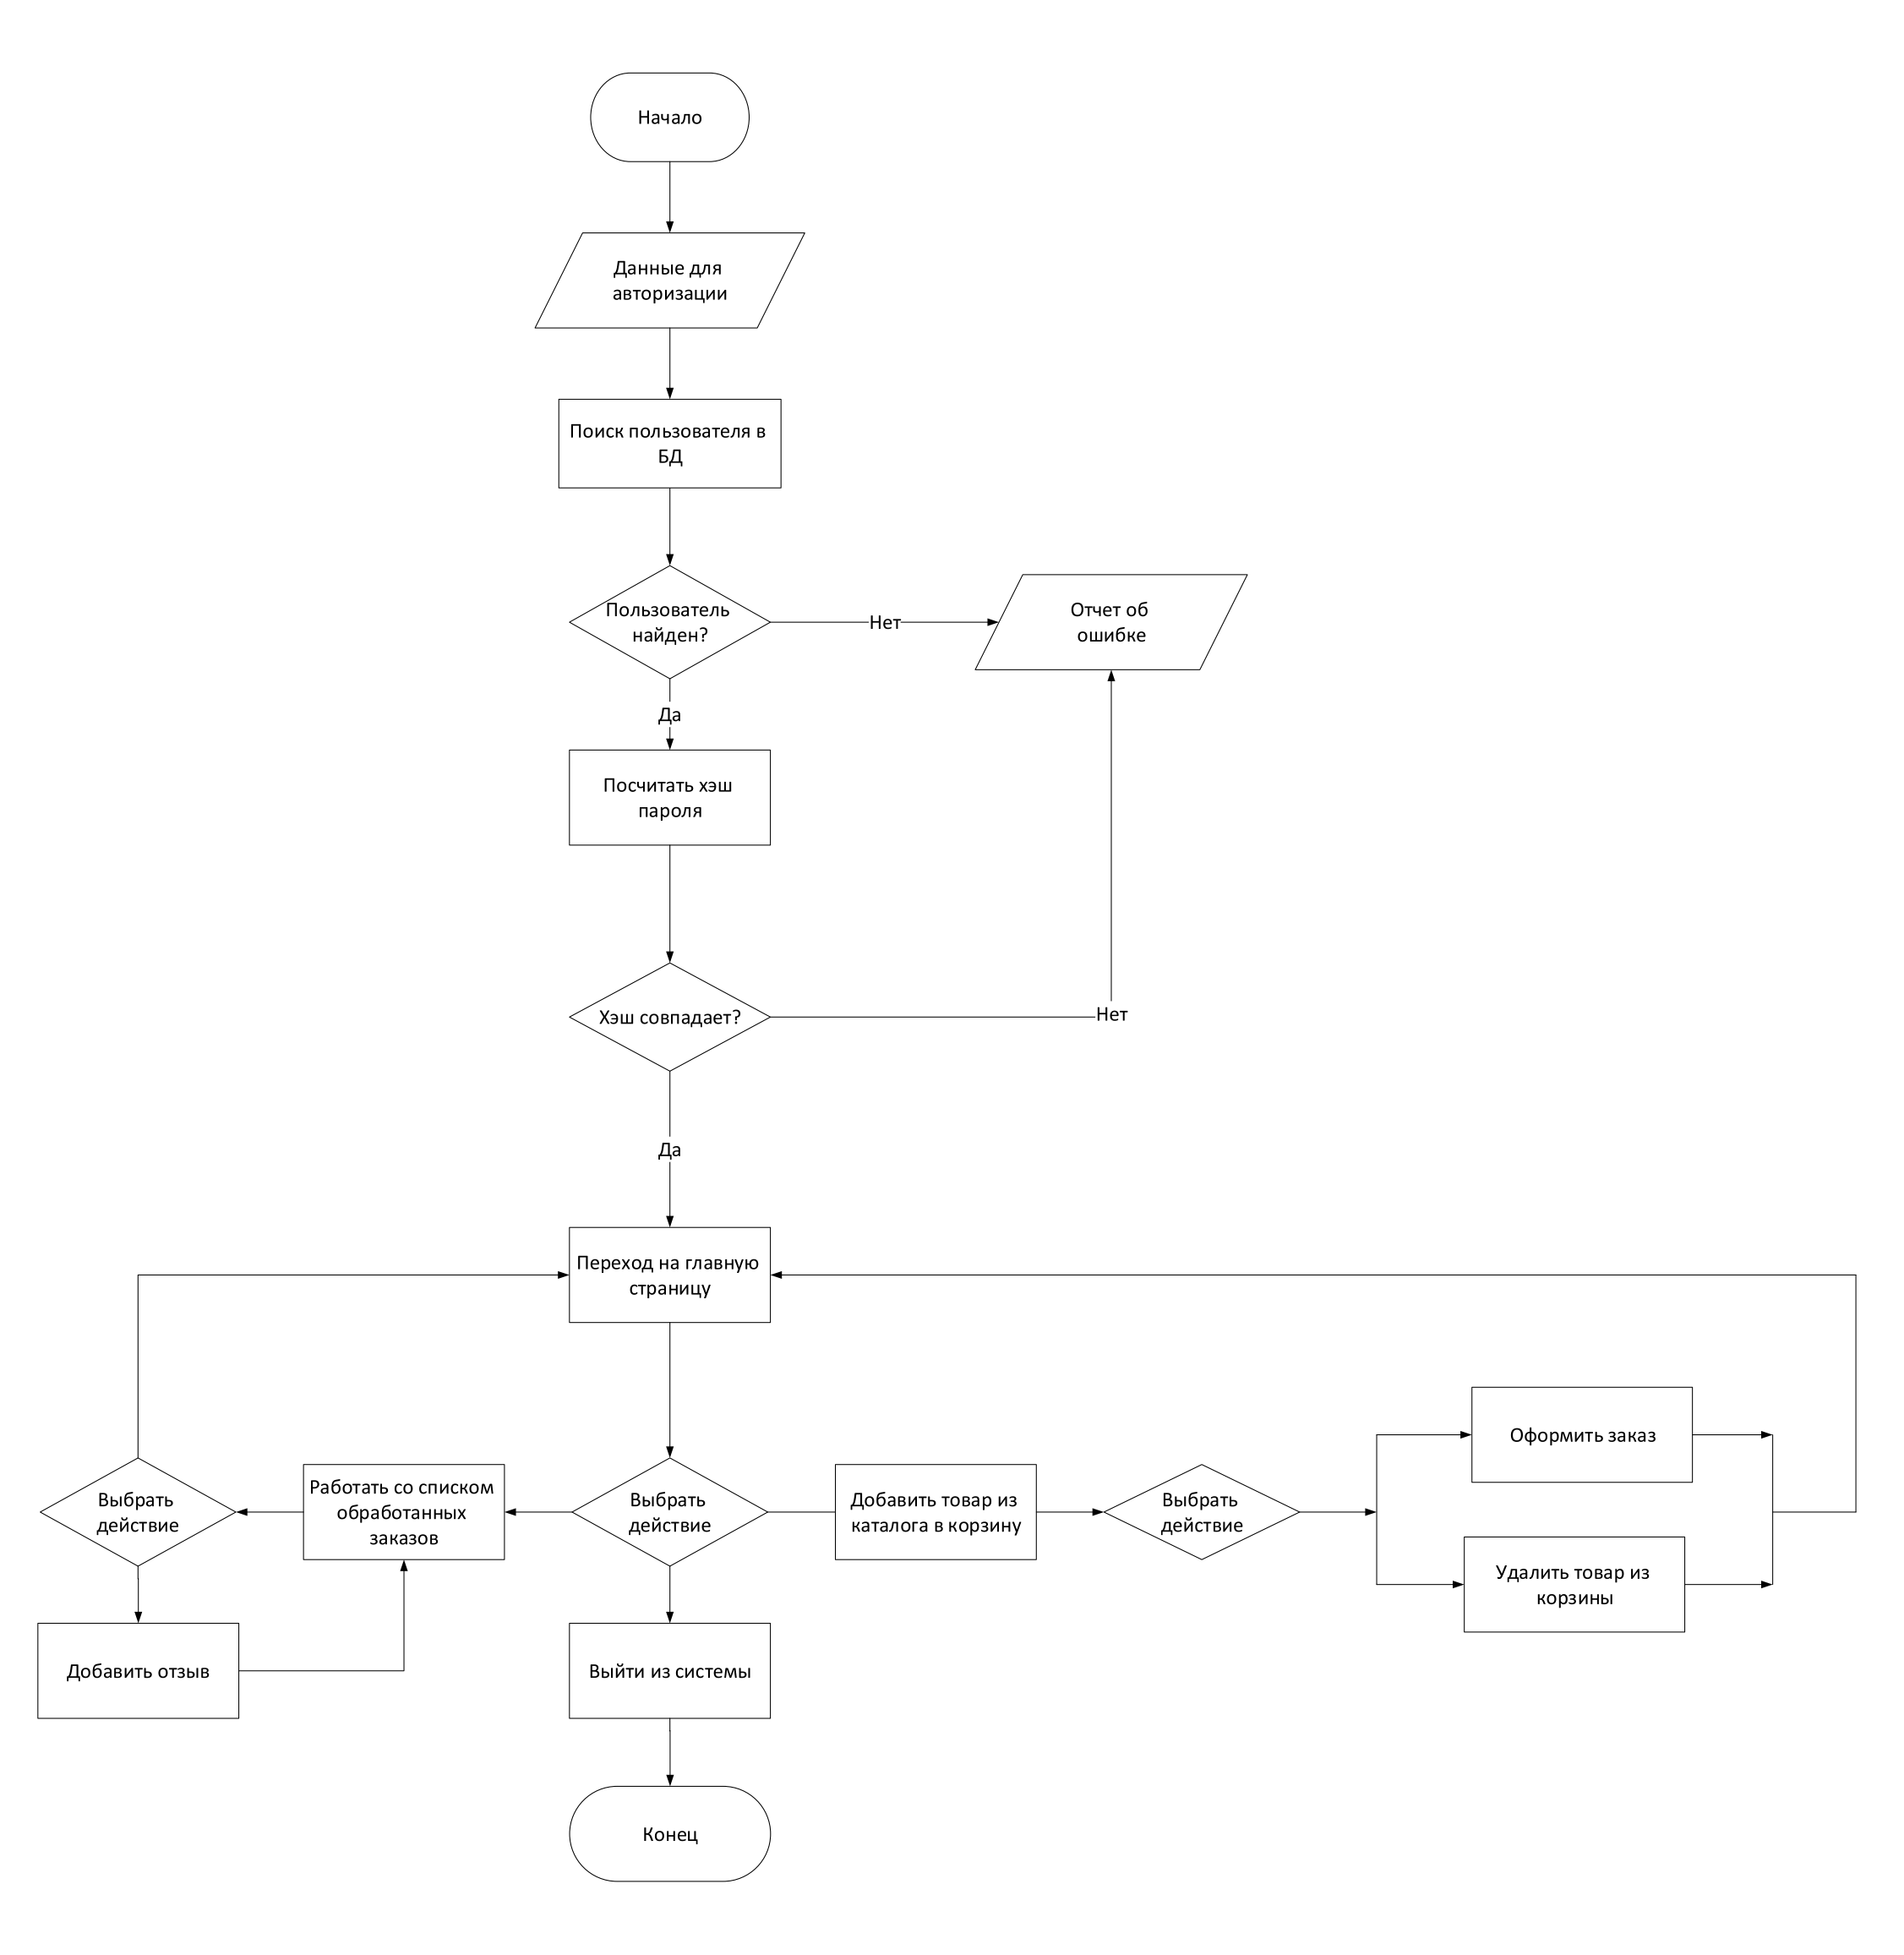 Начало
Данные для
авторизации
Поиск пользователя в
БД
Пользователь
найден?
Нет
Отчет об
ошибке
Да
Посчитать хэш
пароля
Хэш совпадает?
Нет
Да
Переход на главную
страницу
Выбрать
действие
Работать со списком
обработанных
заказов
Выбрать
действие
Добавить товар из
каталога в корзину
Выбрать
действие
Оформить заказ
Удалить товар из
корзины
Добавить отзыв
Выйти из системы
Конец